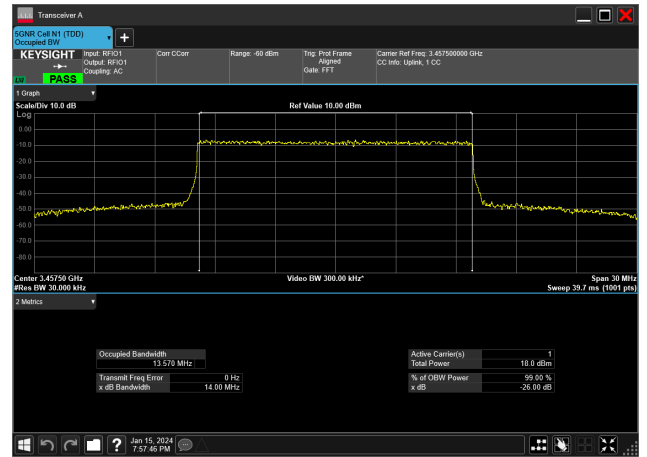 Transceiver A
5GNR Cell N1 (TDD)
Occupied BW
KEYSIGHT
LXI
PASS
Input: RFIO1
Output: RFIO1
Coupling: AC
Corr CCorr
Range: -60 dBm
Trig: Prot Frame
Aligned
Gate: FFT
Carrier Ref Freq: 3.457500000 GHz
CC Info: Uplink, 1 CC
1 Graph
Scale/Div 10.0 dB
Ref Value 10.00 dBm
Log
0.00
-10.0
-20.0
-30.0
-40.0
-50.0
-60.0
-70.0
-80.0
Center 3.45750 GHz
Video BW 300.00 kHz*
Span 30 MHz
#Res BW 30.000 kHz
Sweep 39.7 ms (1001 pts)
2 Metrics
Occupied Bandwidth
13.570 MHz
Transmit Freq Error 0 Hz
x dB Bandwidth 14.00 MHz
Active Carrier(s) 1
Total Power 18.0 dBm
% of OBW Power 99.00 %
x dB -26.00 dB
Jan 15, 2024
7:57:46 PM